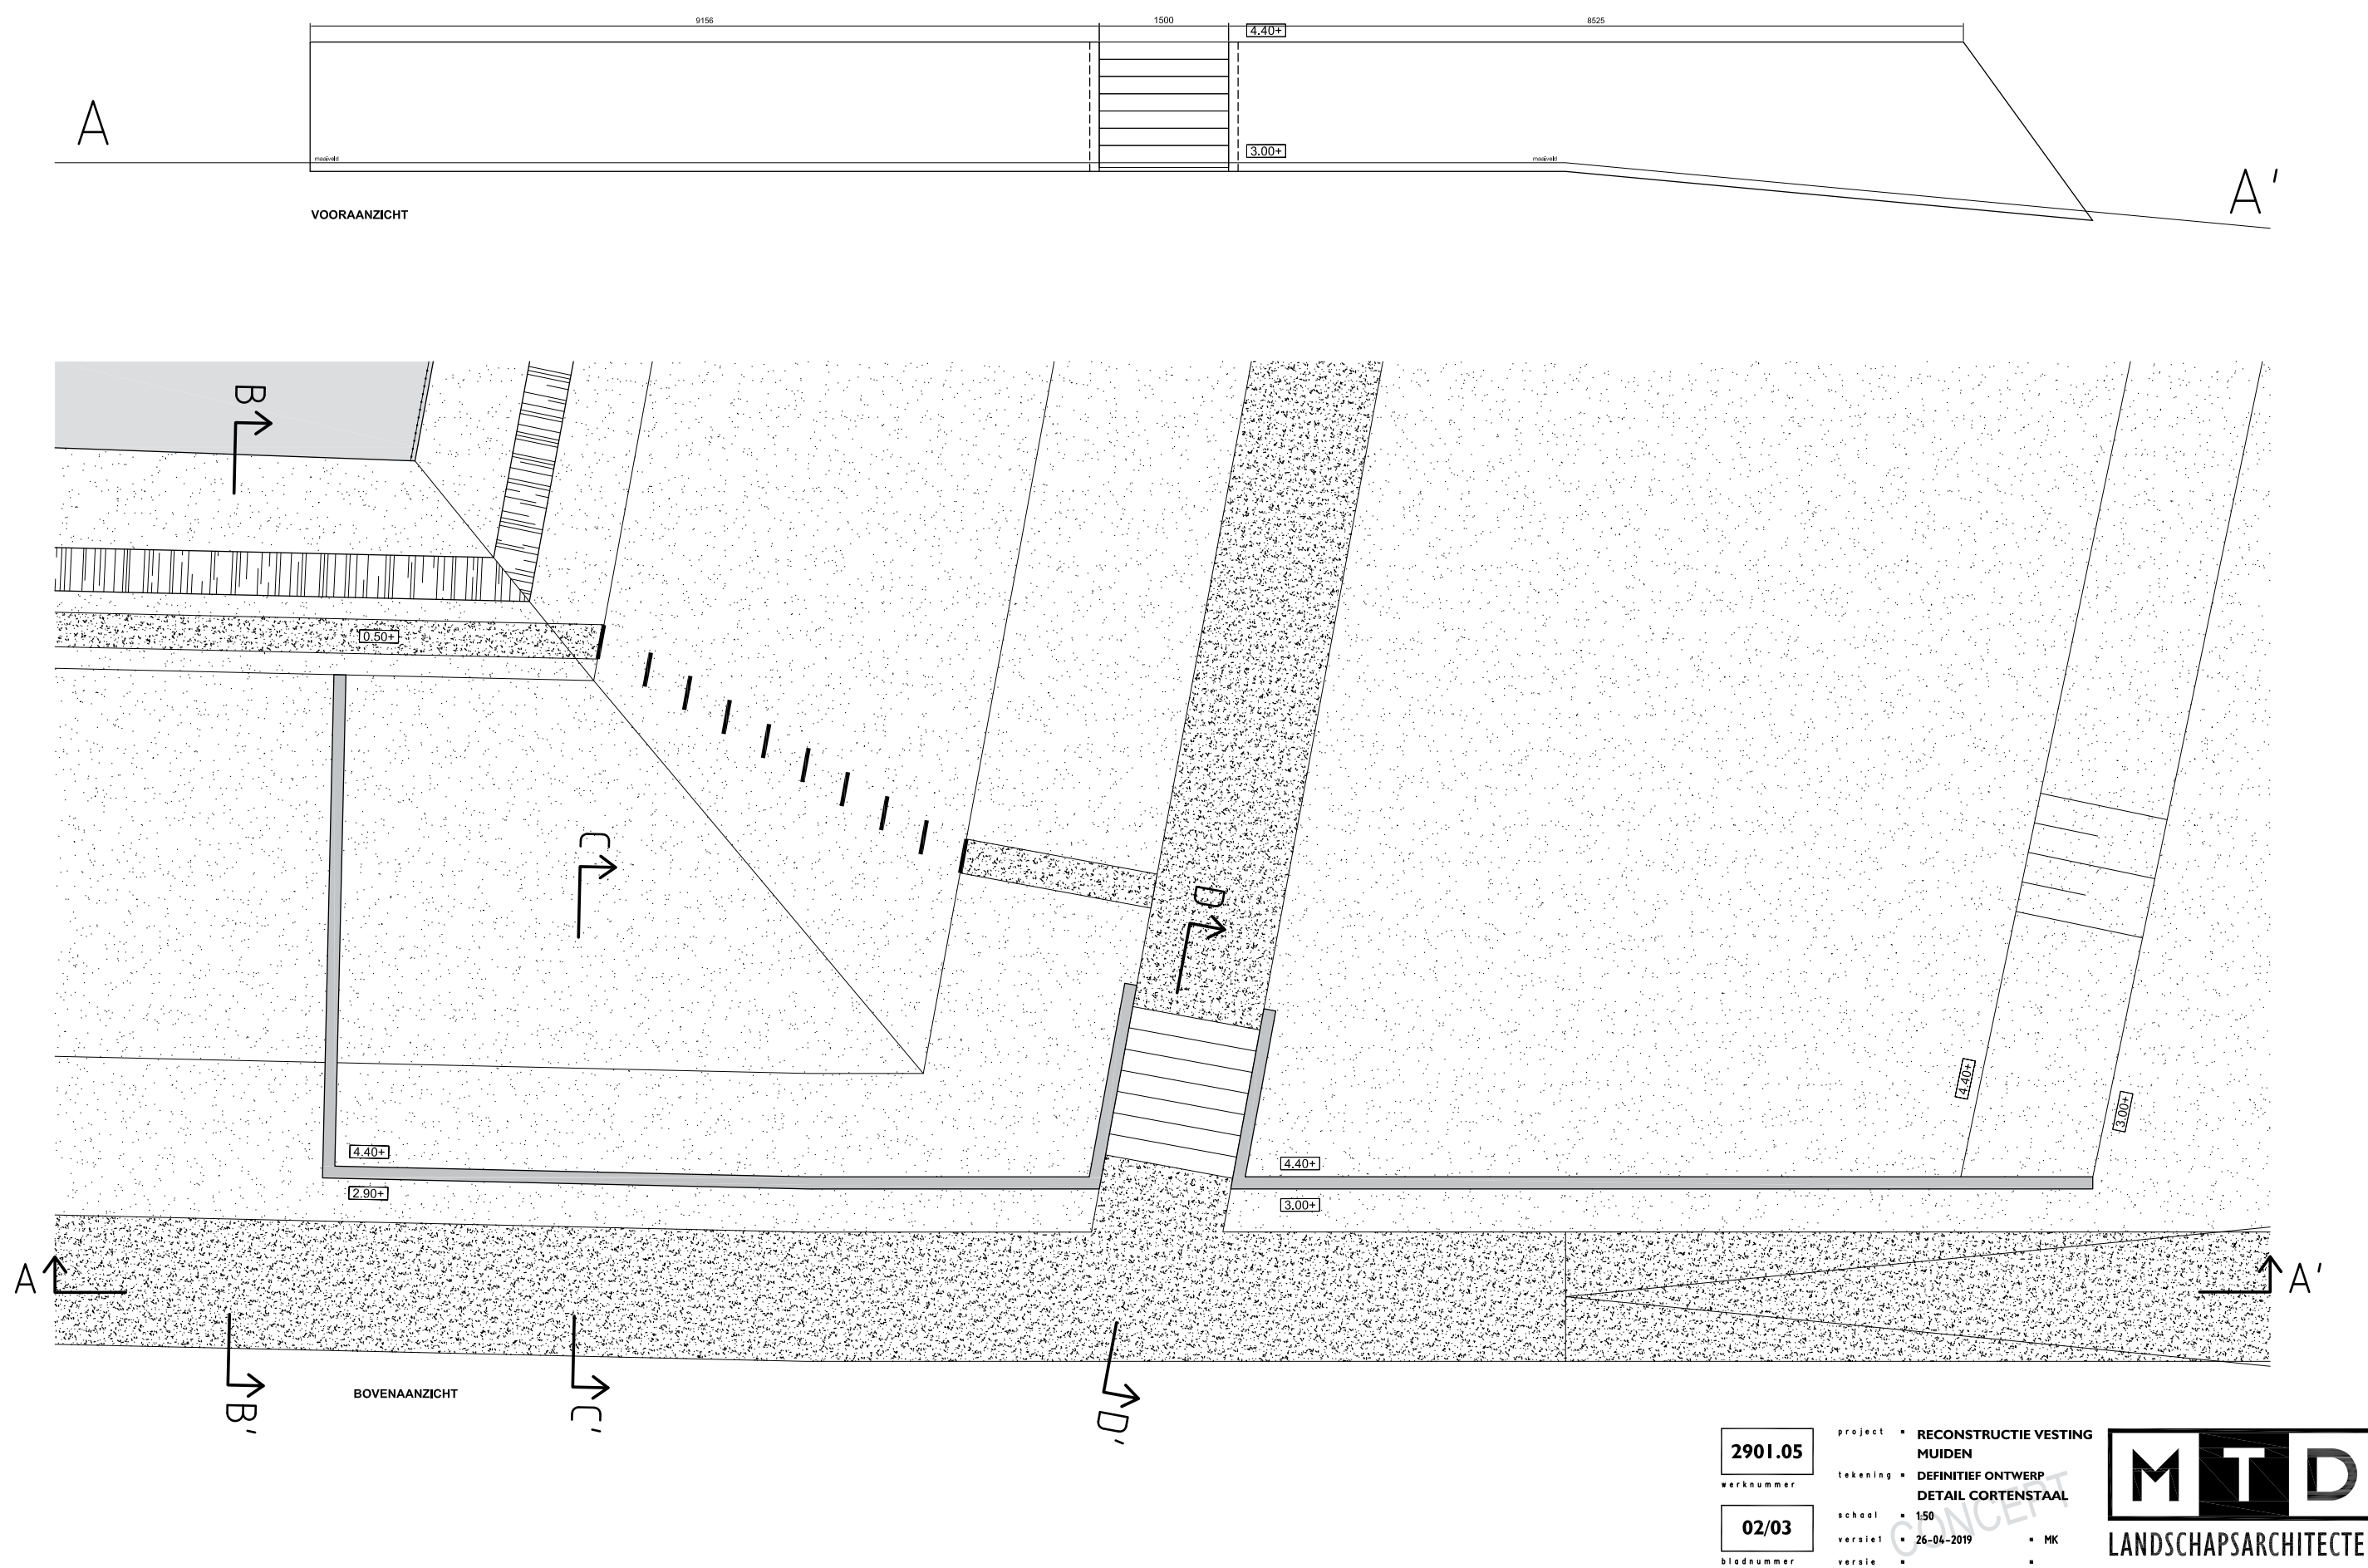 9156
1500
8525
4.40+
A
maaiveld
3.00+
maaiveld
A'
VOORAANZICHT
B
0.50+
C
D
4.40+
3.00+
4.40+
2.90+
4.40+
3.00+
A
A'
B'
C'
D'
BOVENAANZICHT
2901.05
werknummer
02/03
bladnummer
project RECONSTRUCTIE VESTING
MUIDEN
tekening DEFINITIEF ONTWERP
DETAIL CORTENSTAAL
schaal 1:50
versie1 26-04-2019 MK
versie
CONCEPT
MTD
LANDSCHAPSARCHITECTE